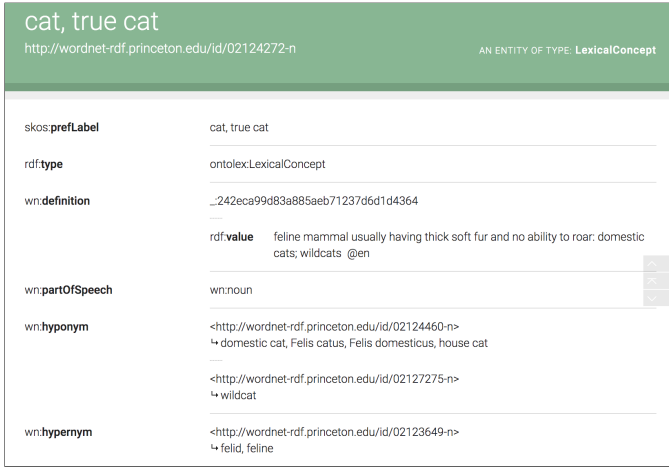 cat, true cat
http://wordnet-rdf.princeton.edu/id/02124272-n
AN ENTITY OF TYPE: LexicalConcept
skos:prefLabel
cat, true cat
rdf:type
ontolex:LexicalConcept
wn:definition
_:242eca99d83a885aeb71237d6d1d4364
rdf:value
feline mammal usually having thick soft fur and no ability to roar: domestic
cats; wildcats @en
wn:partOfSpeech
wn:noun
wn:hyponym
<http://wordnet-rdf.princeton.edu/id/02124460-n>
↳ domestic cat, Felis catus, Felis domesticus, house cat
<http://wordnet-rdf.princeton.edu/id/02127275-n>
↳ wildcat
wn:hypernym
<http://wordnet-rdf.princeton.edu/id/02123649-n>
↳ felid, feline